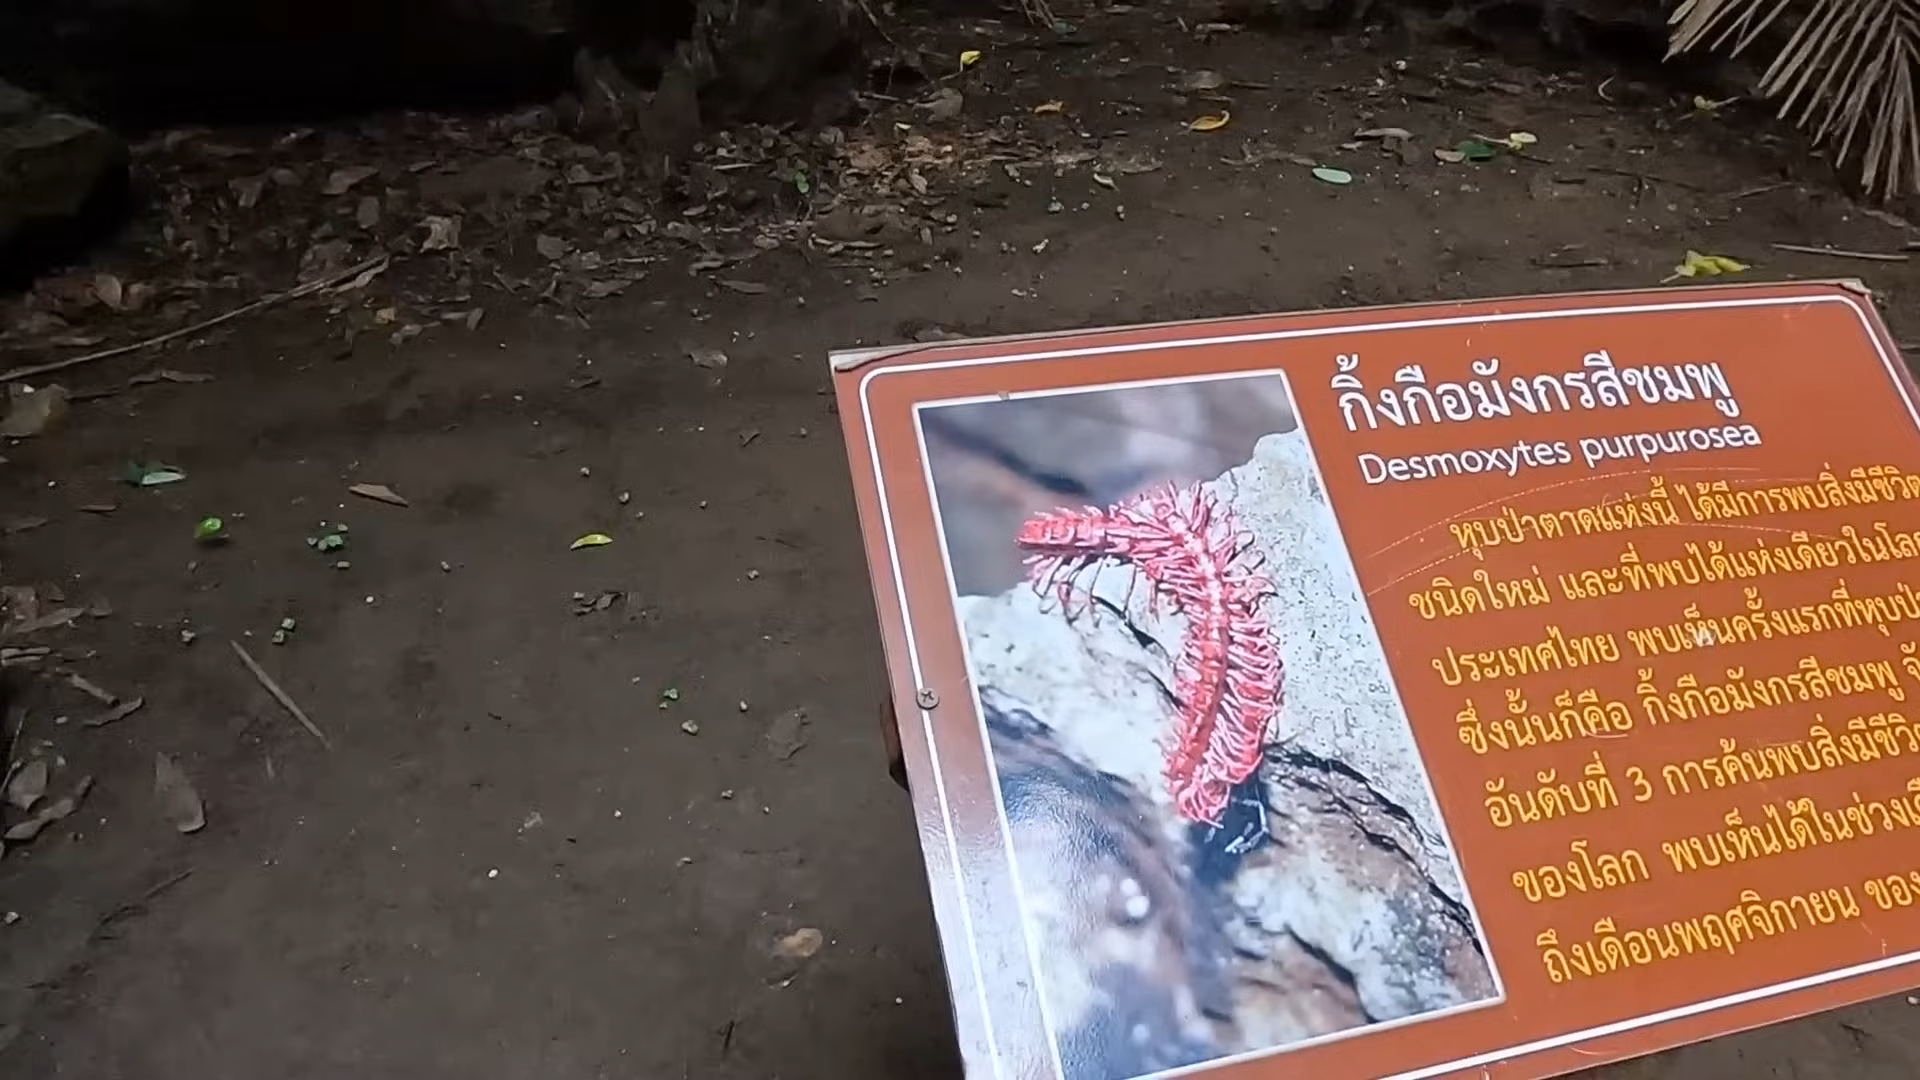 กิ้งกือมังกรสีชมพู
Desmoxytes purpurosea
หุบป่าตาดแห่งนี้ ได้มีการพบสิ่งมีชีวิต
ชนิดใหม่ และที่พบได้แห่งเดียวในโลก
ประเทศไทย พบเห็นครั้งแรกที่หุบป่า
ซึ่งนั้นก็คือ กิ้งกือมังกรสีชมพู
อันดับที่ 3 การค้นพบสิ่งมีชีวิต
ของโลก พบเห็นได้ในช่วง
ถึงเดือนพฤศจิกายน ของ